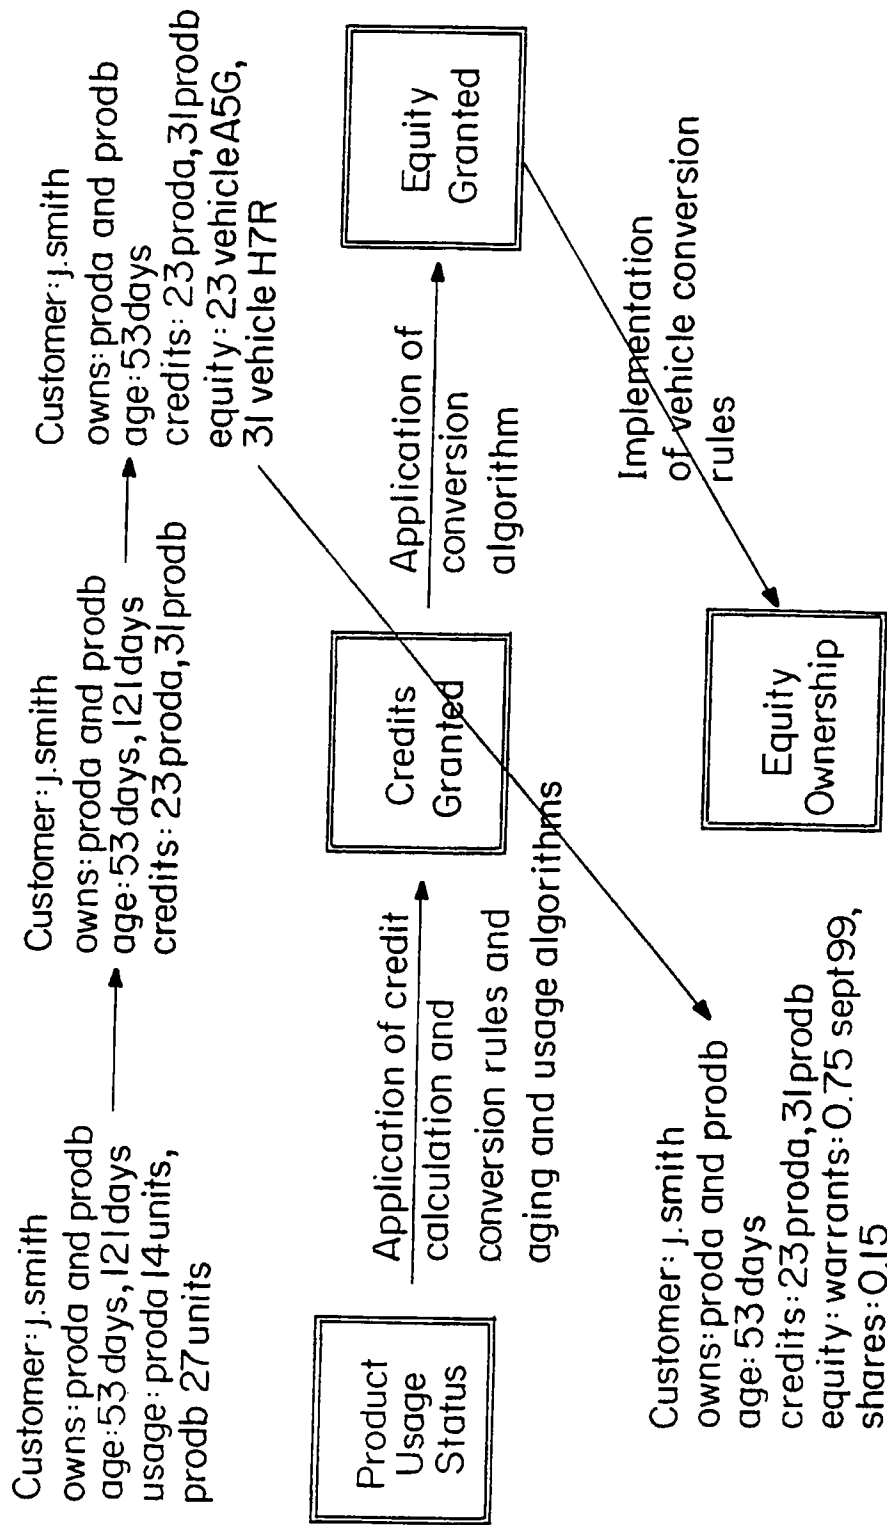 Customer: j.smith
owns: proda and prodb
age: 53 days, 121 days
usage: proda 14 units,
prodb 27 units
Customer: j.smith
owns: proda and prodb
age: 53 days, 121 days
credits: 23 proda, 31 prodb
Customer: j.smith
owns: proda and prodb
age: 53 days
credits: 23 proda, 31 prodb
equity: 23 vehicle A5G,
31 vehicle H7R
Product
Usage
Status
Application of credit
calculation and
conversion rules and
aging and usage algorithms
Credits
Granted
Application of
conversion
algorithm
Equity
Granted
Implementation
of vehicle conversion
rules
Equity
Ownership
Customer: j.smith
owns: proda and prodb
age: 53 days
credits: 23 proda, 31 prodb
equity: warrants: 0.75 sept 99,
shares: 0.15